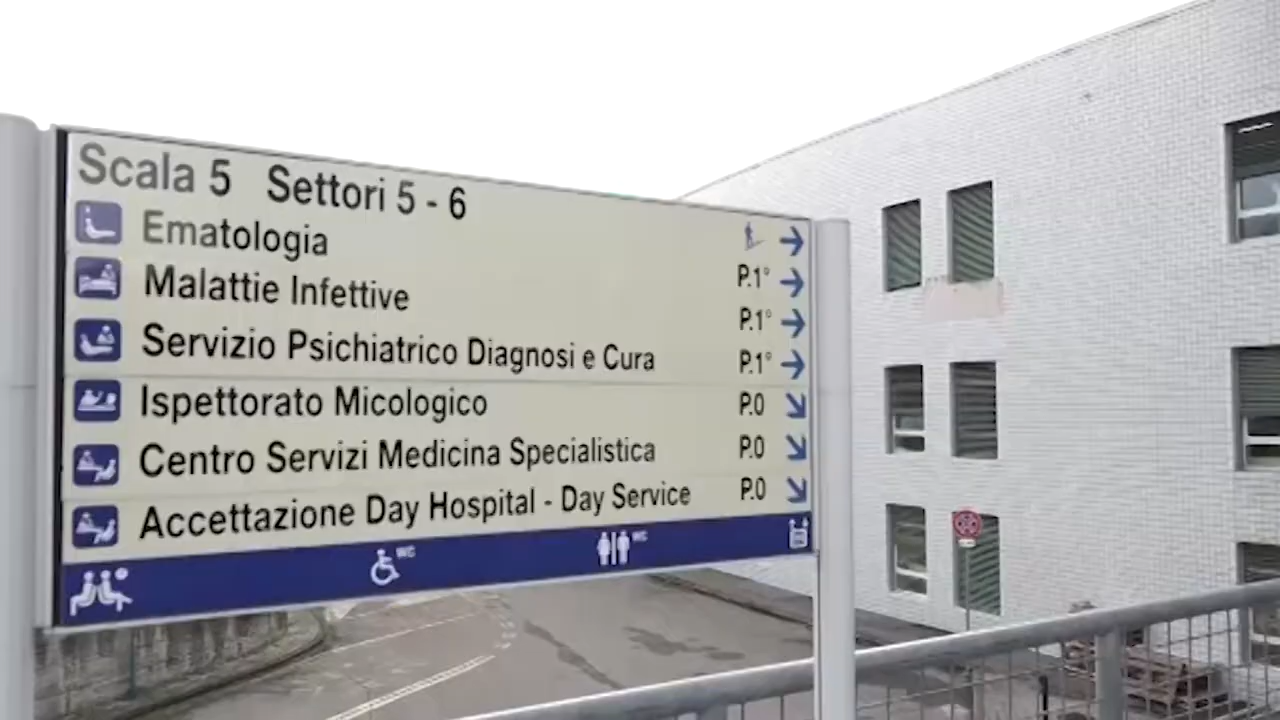 Scala 5 Settori 5 - 6
Ematologia
Malattie Infettive P.1°
Servizio Psichiatrico Diagnosi e Cura P.1°
P.1°
Ispettorato Micologico P.0
Centro Servizi Medicina Specialistica P.0
Accettazione Day Hospital - Day Service P.0
WC
WC